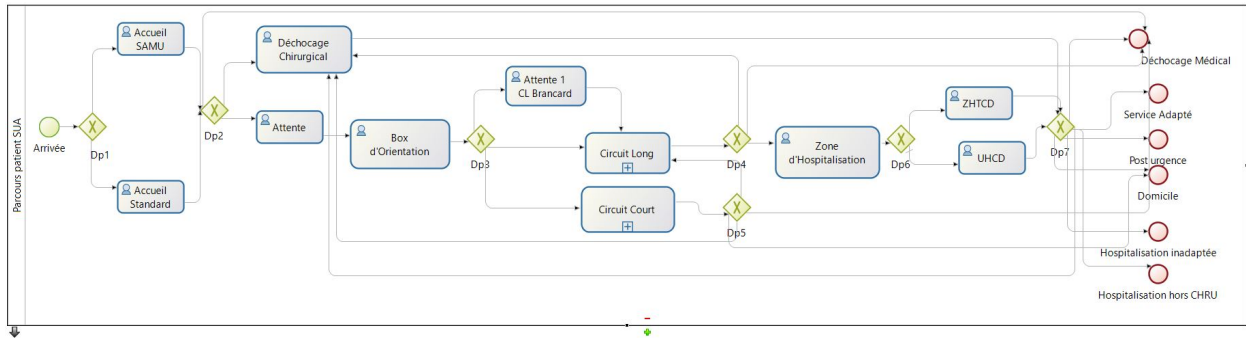 Parcours patient SUA
Arrivée
Dp1
Accueil
SAMU
Accueil
Standard
Dp2
Déchocage
Chirurgical
Attente
Box
d'Orientation
Dp3
Attente 1
CL Brancard
Circuit Long
Circuit Court
Dp4
Dp5
Zone
d'Hospitalisation
Dp6
ZHTCD
UHCD
Dp7
Déchocage Médical
Service Adapté
Post urgence
Domicile
Hospitalisation inadaptée
Hospitalisation hors CHRU